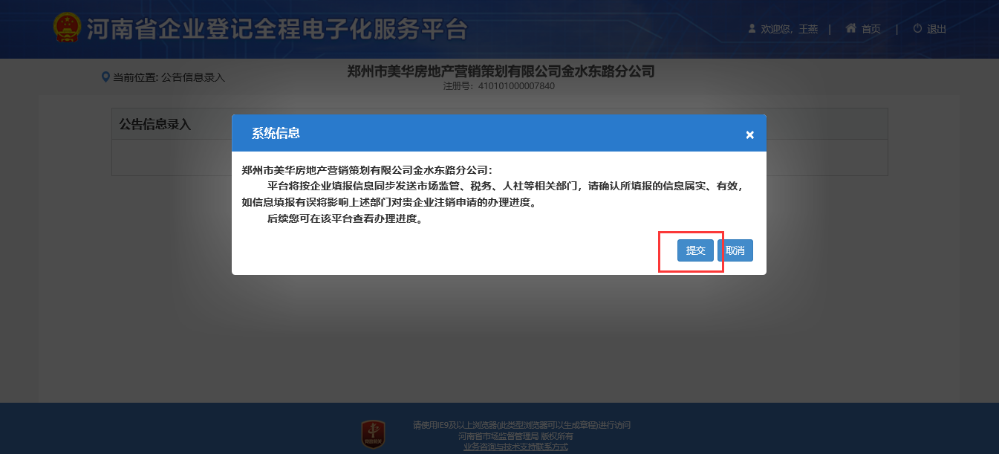 河南省企业登记全程电子化服务平台
欢迎您, 王燕 | 首页 | 退出
当前位置: 公告信息录入
郑州市美华房地产营销策划有限公司金水东路分公司
注册号: 410101000007840
公告信息录入
系统信息
×
郑州市美华房地产营销策划有限公司金水东路分公司：
平台将按企业填报信息同步发送市场监管、税务、人社等相关部门，请确认所填报的信息属实、有效，
如信息填报有误将影响上述部门对贵企业注销申请的办理进度。
后续您可在该平台查看办理进度。
提交 取消
请使用IE9及以上浏览器(此类型浏览器可以生成章程)进行访问
河南省市场监督管理局 版权所有
业务咨询与技术支持联系方式